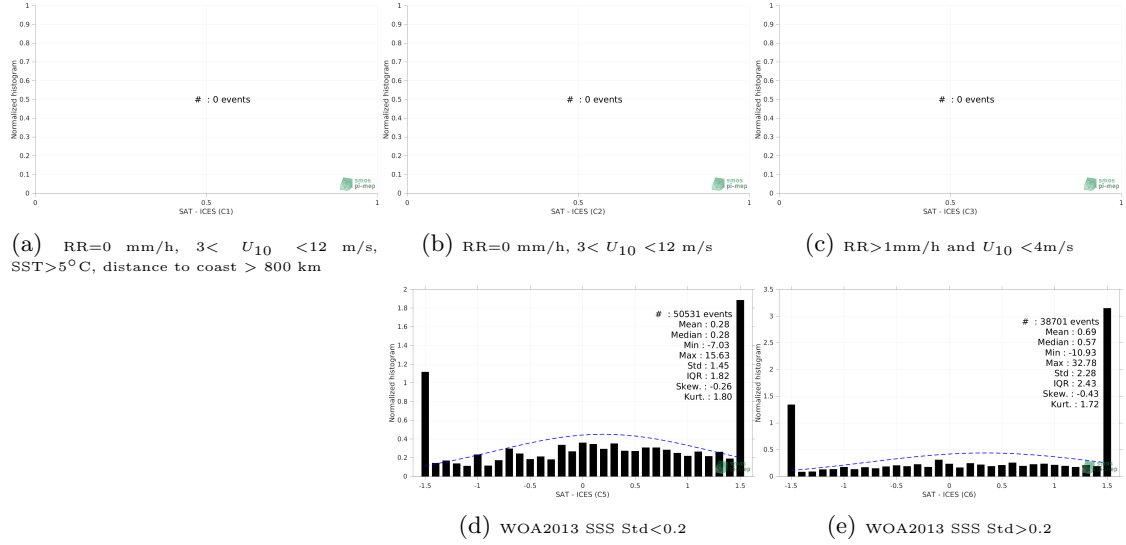 1
0.9
0.8
0.7
0.6
0.5
0.4
0.3
0.2
0.1
0
Normalized histogram
# : 0 events
0 0.5 1
SAT - ICES (C1)
smos
pi-mep
1
0.9
0.8
0.7
0.6
0.5
0.4
0.3
0.2
0.1
0
Normalized histogram
# : 0 events
0 0.5 1
SAT - ICES (C2)
smos
pi-mep
1
0.9
0.8
0.7
0.6
0.5
0.4
0.3
0.2
0.1
0
Normalized histogram
# : 0 events
0 0.5 1
SAT - ICES (C3)
smos
pi-mep
(a) RR=0 mm/h, 3< U10 <12 m/s,
SST>5°C, distance to coast > 800 km
(b) RR=0 mm/h, 3< U10 <12 m/s
(c) RR>1mm/h and U10 <4m/s
2
1.8
1.6
1.4
1.2
1
0.8
0.6
0.4
0.2
0
Normalized histogram
# : 50531 events
Mean : 0.28
Median : 0.28
Min : -7.03
Max : 15.63
Std : 1.45
IQR : 1.82
Skew. : -0.26
Kurt. : 1.80
-1.5 -1 -0.5 0 0.5 1 1.5
SAT - ICES (C5)
3.5
3
2.5
2
1.5
1
0.5
0
Normalized histogram
# : 38701 events
Mean : 0.69
Median : 0.57
Min : -10.93
Max : 32.78
Std : 2.28
IQR : 2.43
Skew. : -0.43
Kurt. : 1.72
-1.5 -1 -0.5 0 0.5 1 1.5
SAT - ICES (C6)
(d) WOA2013 SSS Std<0.2
(e) WOA2013 SSS Std>0.2